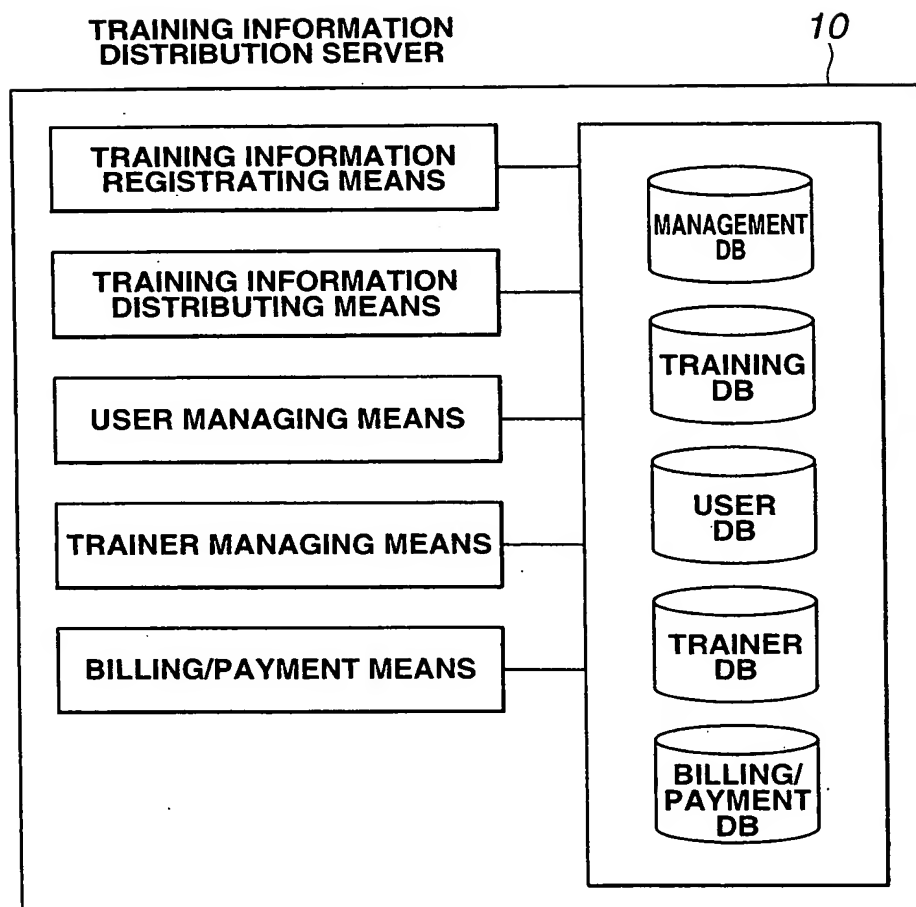 TRAINING INFORMATION
DISTRIBUTION SERVER
10
TRAINING INFORMATION
REGISTRATING MEANS
TRAINING INFORMATION
DISTRIBUTING MEANS
USER MANAGING MEANS
TRAINER MANAGING MEANS
BILLING/PAYMENT MEANS
MANAGEMENT
DB
TRAINING
DB
USER
DB
TRAINER
DB
BILLING/
PAYMENT
DB